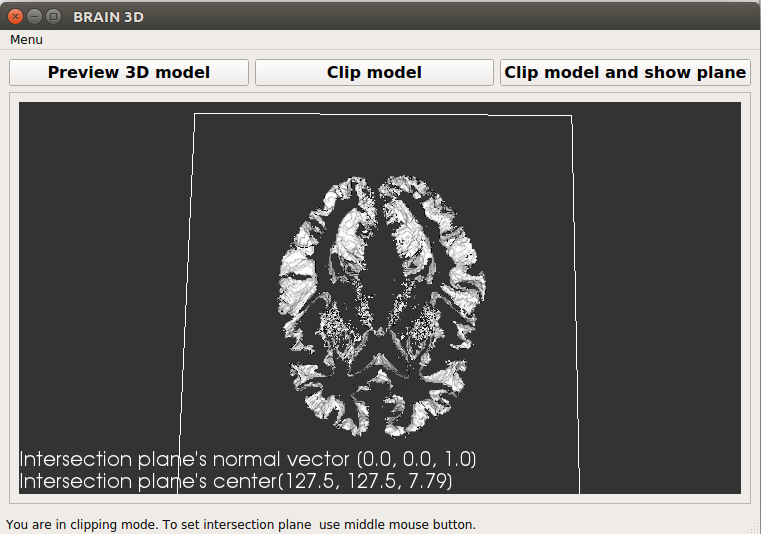 BRAIN 3D
Menu
Preview 3D model
Clip model
Clip model and show plane
Intersection plane's normal vector (0.0, 0.0, 1.0)
Intersection plane's center(127.5, 127.5, 7.79)
You are in clipping mode. To set intersection plane  use middle mouse button.